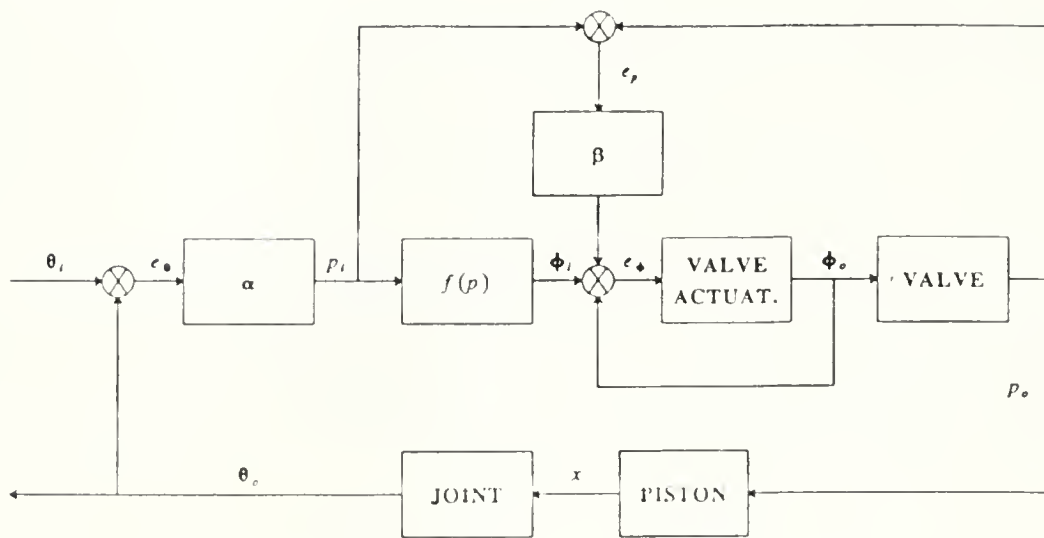 e_p
β
θ_i
e_θ
α
p_i
f(p)
ϕ_i
e_ϕ
VALVE
ACTUAT.
ϕ_o
VALVE
p_o
θ_o
JOINT
x
PISTON